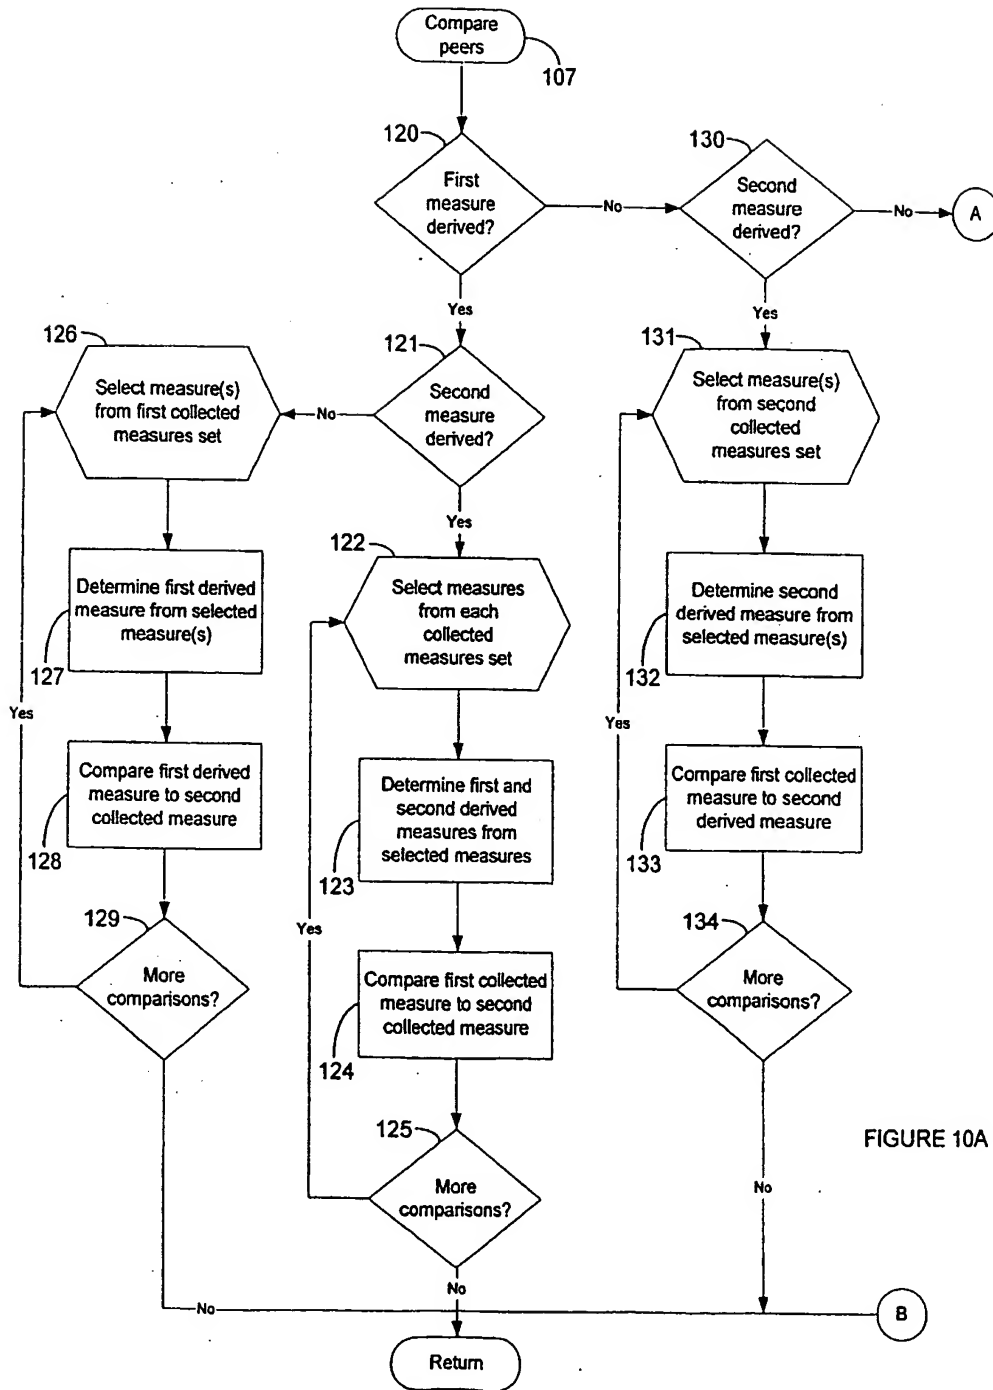 Compare
peers
107
120
First
measure
derived?
No
130
Second
measure
derived?
No
A
Yes
Yes
126
Select measure(s)
from first collected
measures set
No
121
Second
measure
derived?
131
Select measure(s)
from second
collected
measures set
Yes
122
Select measures
from each
collected
measures set
Determine first derived
measure from selected
measure(s)
127
Determine second
derived measure from
selected measure(s)
132
Yes
Yes
Compare first derived
measure to second
collected measure
128
Determine first and
second derived
measures from
selected measures
123
Compare first collected
measure to second
derived measure
133
129
More
comparisons?
Yes
Compare first collected
measure to second
collected measure
124
134
More
comparisons?
125
More
comparisons?
FIGURE 10A
No
No
No
B
Return